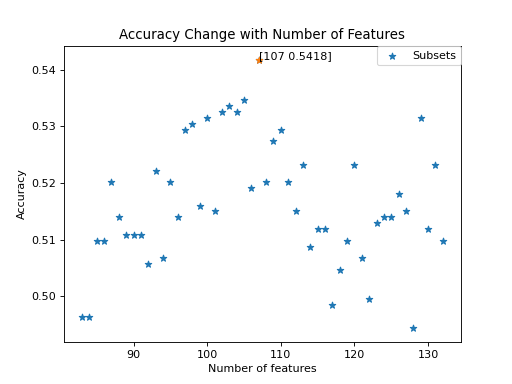 Accuracy Change with Number of Features
[107 0.5418]
Subsets
0.54
0.53
0.52
0.51
0.50
Accuracy
90 100 110 120 130
Number of features